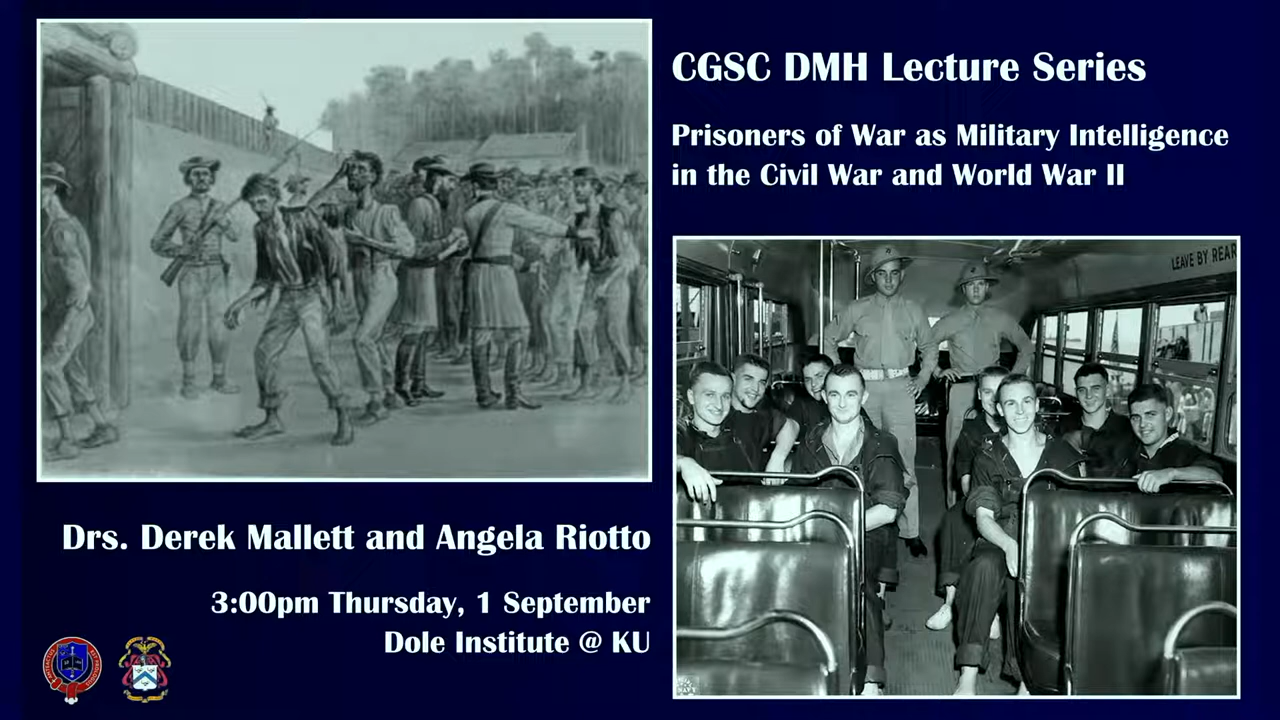 CGSC DMH Lecture Series
Prisoners of War as Military Intelligence
in the Civil War and World War II
LEAVE BY REAR
Drs. Derek Mallett and Angela Riotto
3:00pm Thursday, 1 September
Dole Institute @ KU
NAVY